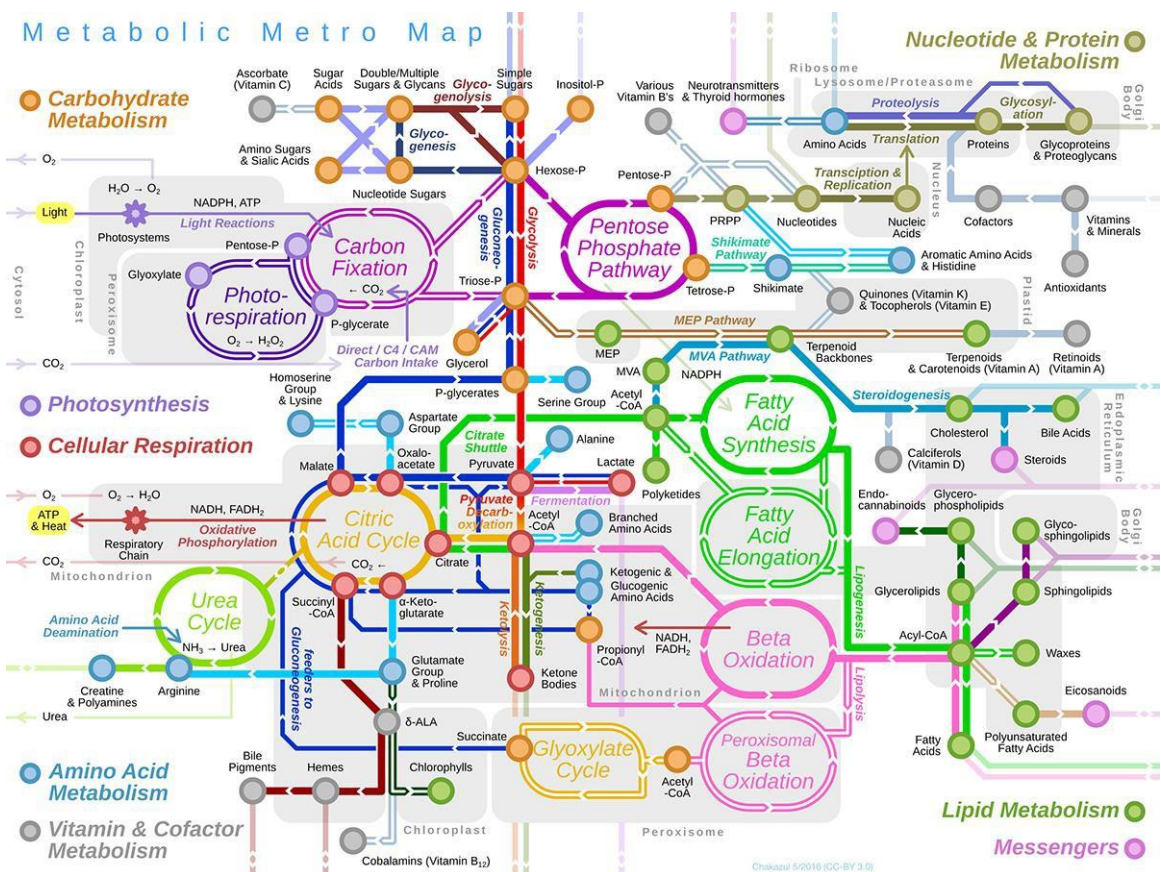 Metabolic Metro Map
Carbohydrate
Metabolism
Ascorbate
(Vitamin C)
Sugar
Acids
Double/Multiple
Sugars & Glycans
Glyco-
genolysis
Simple
Sugars
Inositol-P
Glyco-
genesis
Amino Sugars
& Sialic Acids
Nucleotide Sugars
Hexose-P
Various
Vitamin B's
Neurotransmitters
& Thyroid hormones
Nucleotide & Protein
Metabolism
Ribosome
Lysosome/Proteasome
Proteolysis
Glycosyl-
ation
Golgi
Body
Amino Acids
Translation
Proteins
Glycoproteins
& Proteoglycans
Pentose-P
Transciption &
Replication
Nucleus
PRPP
Nucleotides
Nucleic
Acids
Cofactors
Vitamins
& Minerals
Antioxidants
O₂
H₂O → O₂
Light
NADPH, ATP
Light Reactions
Photosystems
Chloroplast
Cytosol
Peroxisome
Pentose-P
Glyoxylate
Carbon
Fixation
← CO₂
Photo-
respiration
O₂ → H₂O₂
P-glycerate
Direct / C4 / CAM
Carbon Intake
CO₂
Gluconeo-
genesis
Glycolysis
Triose-P
Glycerol
Pentose
Phosphate
Pathway
Tetrose-P
Shikimate
Pathway
Shikimate
Aromatic Amino Acids
& Histidine
Quinones (Vitamin K)
& Tocopherols (Vitamin E)
Plastid
MEP Pathway
MEP
MVA Pathway
Terpenoid
Backbones
Terpenoids
& Carotenoids (Vitamin A)
Retinoids
(Vitamin A)
Photosynthesis
Cellular Respiration
Homoserine
Group
& Lysine
P-glycerates
Serine Group
Aspartate
Group
Citrate
Shuttle
Alanine
Malate
Oxalo-
acetate
Pyruvate
Lactate
Fermentation
Pyruvate
Decarb-
oxylation
Acetyl
-CoA
Branched
Amino Acids
MVA
Acetyl
-CoA
NADPH
Polyketides
Fatty
Acid
Synthesis
Fatty
Acid
Elongation
Steroidogenesis
Cholesterol
Bile Acids
Calciferols
(Vitamin D)
Steroids
Endoplasmic
Reticulum
Endo-
cannabinoids
Glycero-
phospholipids
Glyco-
sphingolipids
Golgi
Body
Glycerolipids
Sphingolipids
O₂
O₂ → H₂O
ATP
& Heat
NADH, FADH₂
Oxidative
Phosphorylation
Respiratory
Chain
CO₂
Mitochondrion
Citric
Acid Cycle
CO₂ ←
Citrate
Succinyl
-CoA
α-Keto-
glutarate
Ketolysis
Ketogenesis
Ketogenic &
Glucogenic
Amino Acids
Propionyl
-CoA
NADH,
FADH₂
Ketone
Bodies
Mitochondrion
Beta
Oxidation
Lipogenesis
Lipolysis
Acyl-CoA
Waxes
Eicosanoids
Polyunsaturated
Fatty Acids
Fatty
Acids
Urea
Cycle
Amino Acid
Deamination
NH₃ → Urea
Creatine
& Polyamines
Arginine
Urea
feeders to
Gluconeogenesis
Glutamate
Group
& Proline
δ-ALA
Succinate
Glyoxylate
Cycle
Acetyl
-CoA
Peroxisomal
Beta
Oxidation
Peroxisome
Amino Acid
Metabolism
Vitamin & Cofactor
Metabolism
Bile
Pigments
Hemes
Chlorophylls
Chloroplast
Cobalamins (Vitamin B₁₂)
Lipid Metabolism
Messengers
Chakazul 5/2016 (CC-BY 3.0)